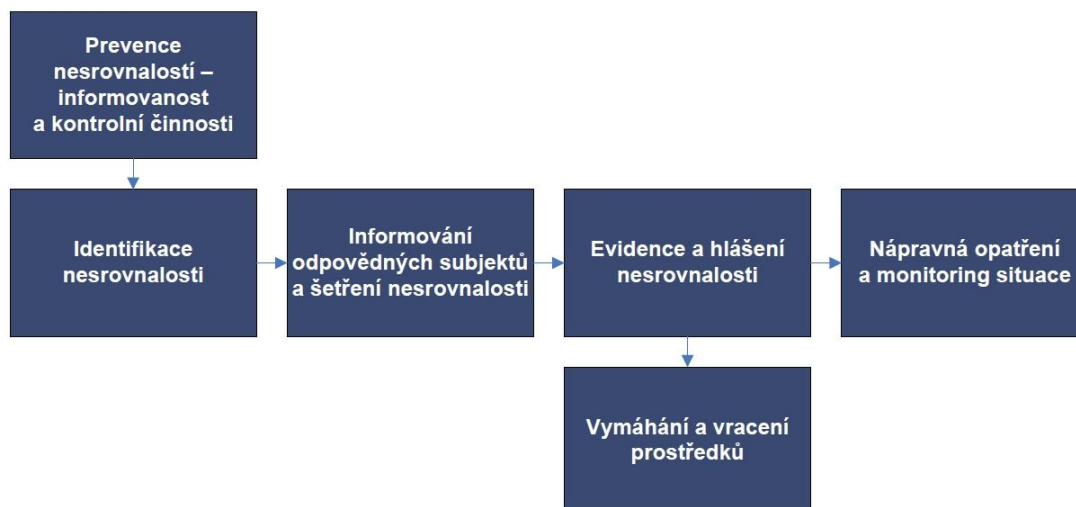 Prevence
nesrovnalostí –
informovanost
a kontrolní činnosti
Identifikace
nesrovnalosti
Informování
odpovědných subjektů
a šetření nesrovnalosti
Evidence a hlášení
nesrovnalosti
Nápravná opatření
a monitoring situace
Vymáhání a vracení
prostředků